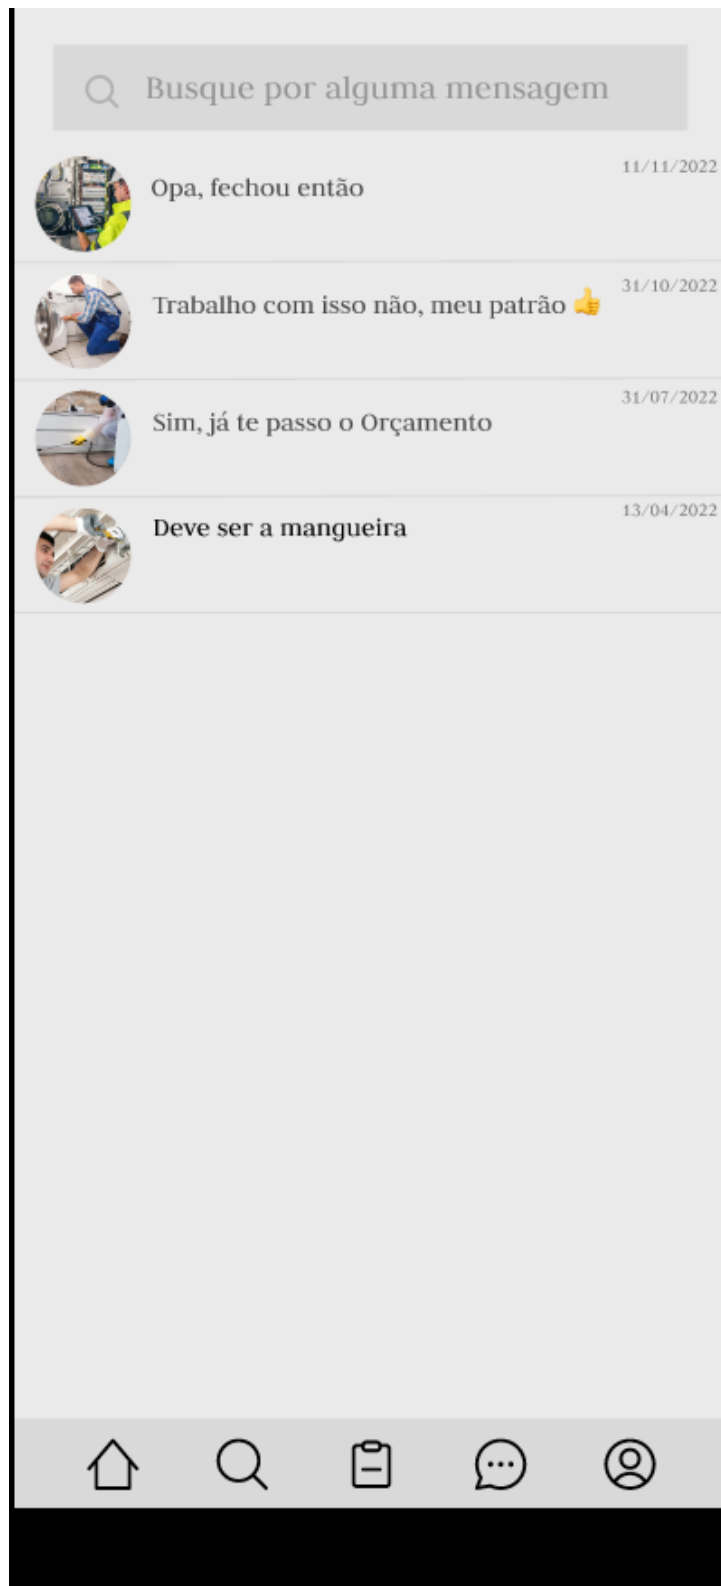 Busque por alguma mensagem
11/11/2022
Opa, fechou então
31/10/2022
Trabalho com isso não, meu patrão 👍
31/07/2022
Sim, já te passo o Orçamento
13/04/2022
Deve ser a mangueira